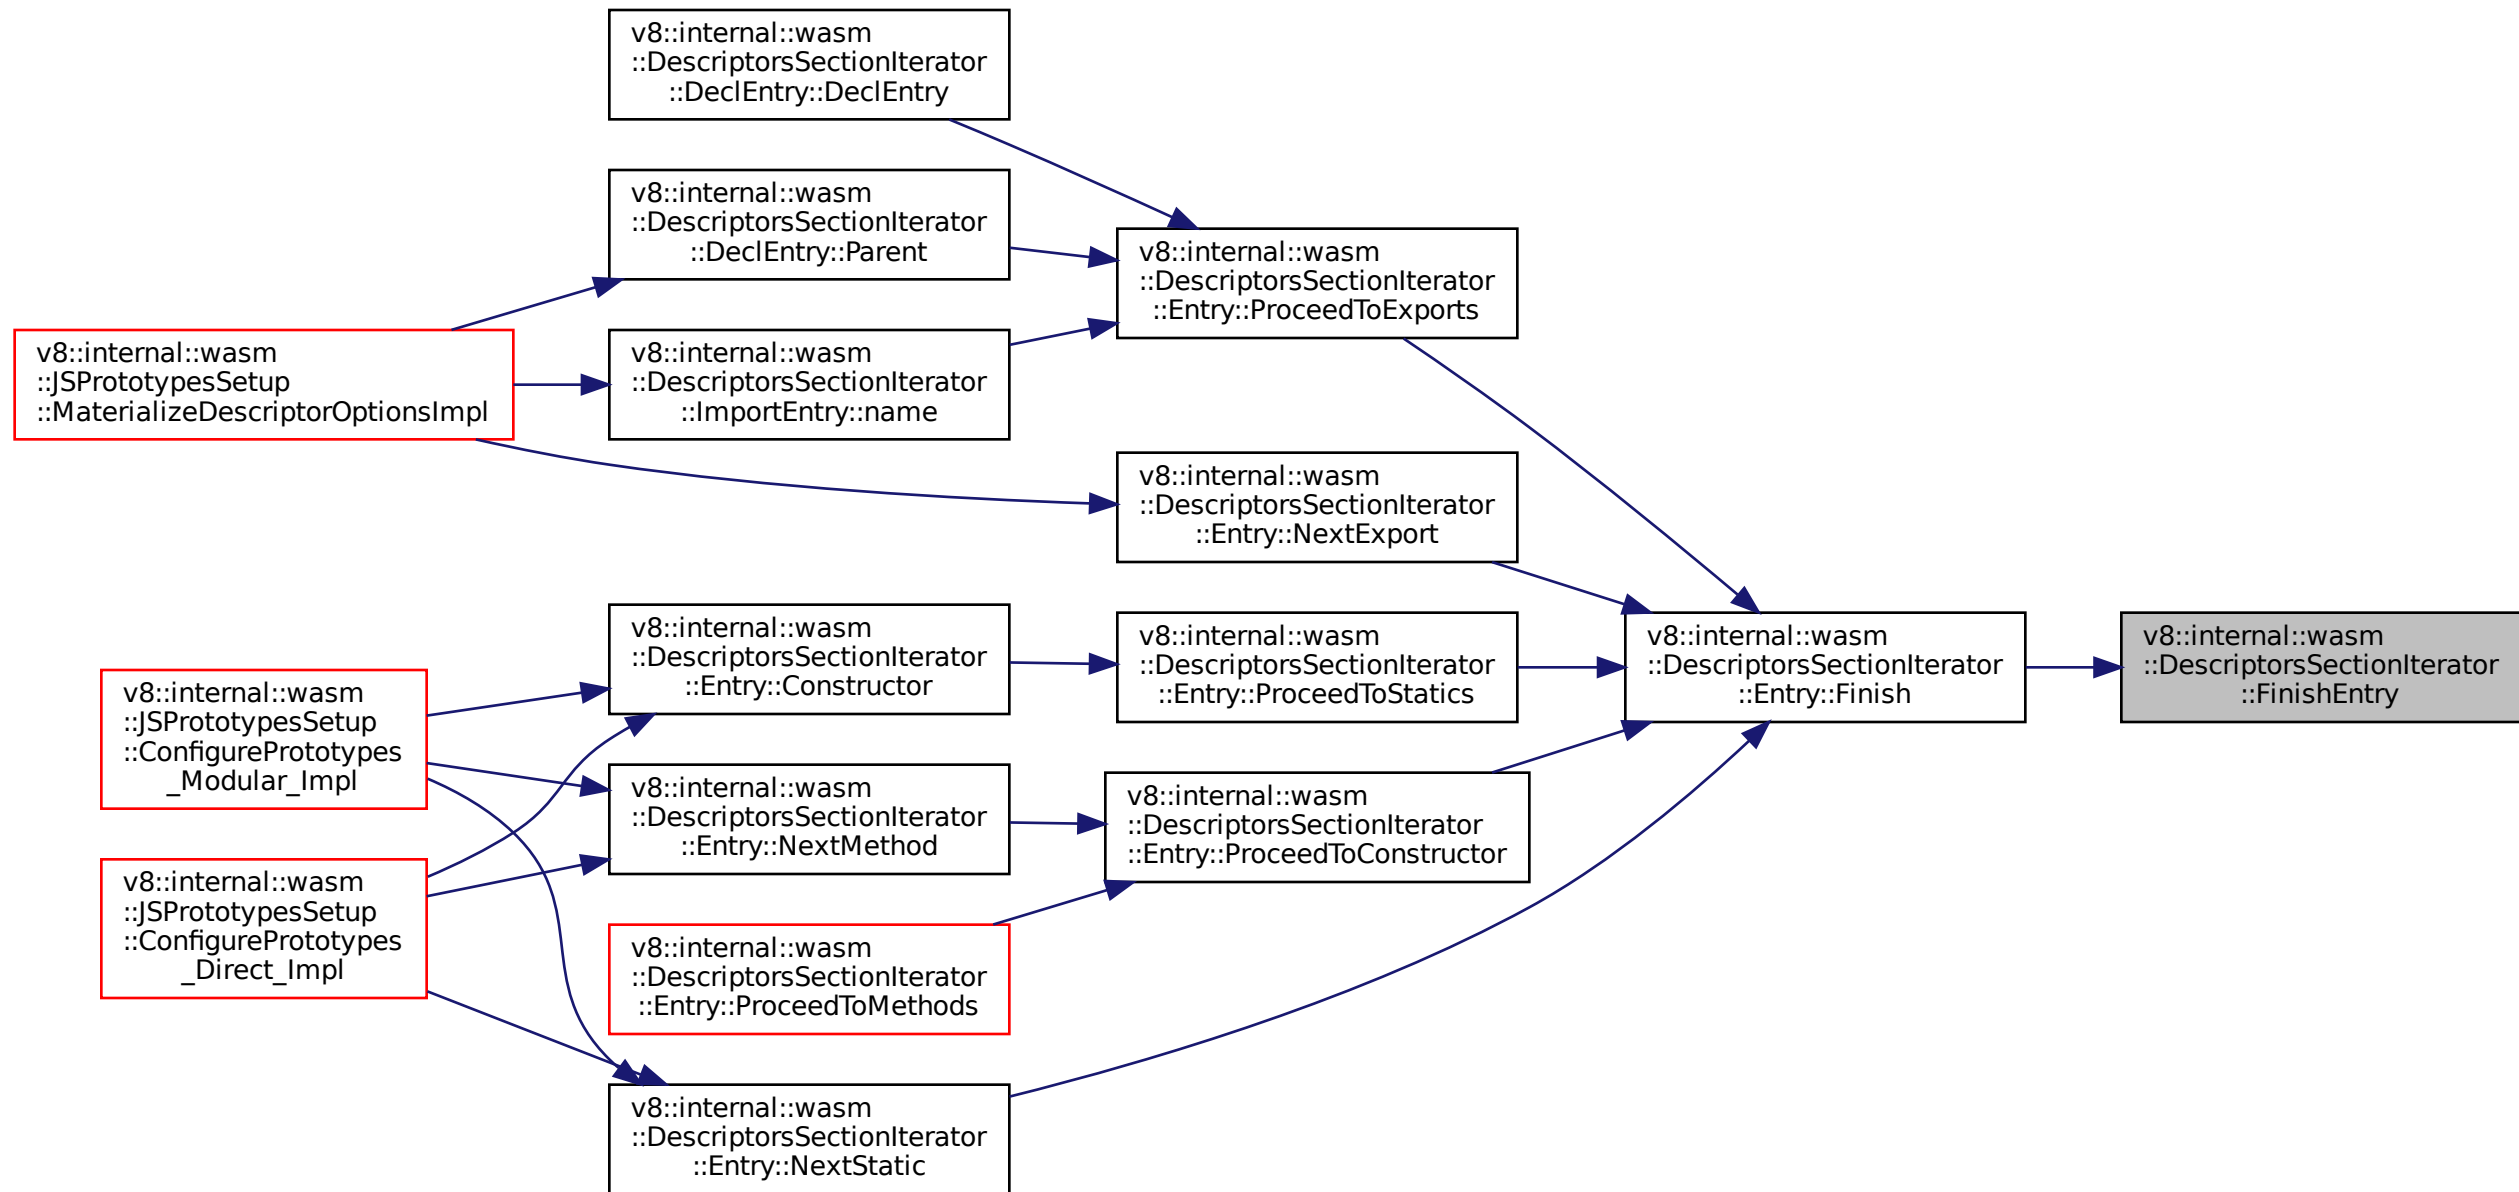 v8::internal::wasm
::DescriptorsSectionIterator
::DeclEntry::DeclEntry
v8::internal::wasm
::DescriptorsSectionIterator
::DeclEntry::Parent
v8::internal::wasm
::DescriptorsSectionIterator
::Entry::ProceedToExports
v8::internal::wasm
::JSPrototypesSetup
::MaterializeDescriptorOptionsImpl
v8::internal::wasm
::DescriptorsSectionIterator
::ImportEntry::name
v8::internal::wasm
::DescriptorsSectionIterator
::Entry::NextExport
v8::internal::wasm
::DescriptorsSectionIterator
::Entry::Constructor
v8::internal::wasm
::DescriptorsSectionIterator
::Entry::ProceedToStatics
v8::internal::wasm
::DescriptorsSectionIterator
::Entry::Finish
v8::internal::wasm
::DescriptorsSectionIterator
::FinishEntry
v8::internal::wasm
::JSPrototypesSetup
::ConfigurePrototypes
_Modular_Impl
v8::internal::wasm
::DescriptorsSectionIterator
::Entry::NextMethod
v8::internal::wasm
::DescriptorsSectionIterator
::Entry::ProceedToConstructor
v8::internal::wasm
::JSPrototypesSetup
::ConfigurePrototypes
_Direct_Impl
v8::internal::wasm
::DescriptorsSectionIterator
::Entry::ProceedToMethods
v8::internal::wasm
::DescriptorsSectionIterator
::Entry::NextStatic